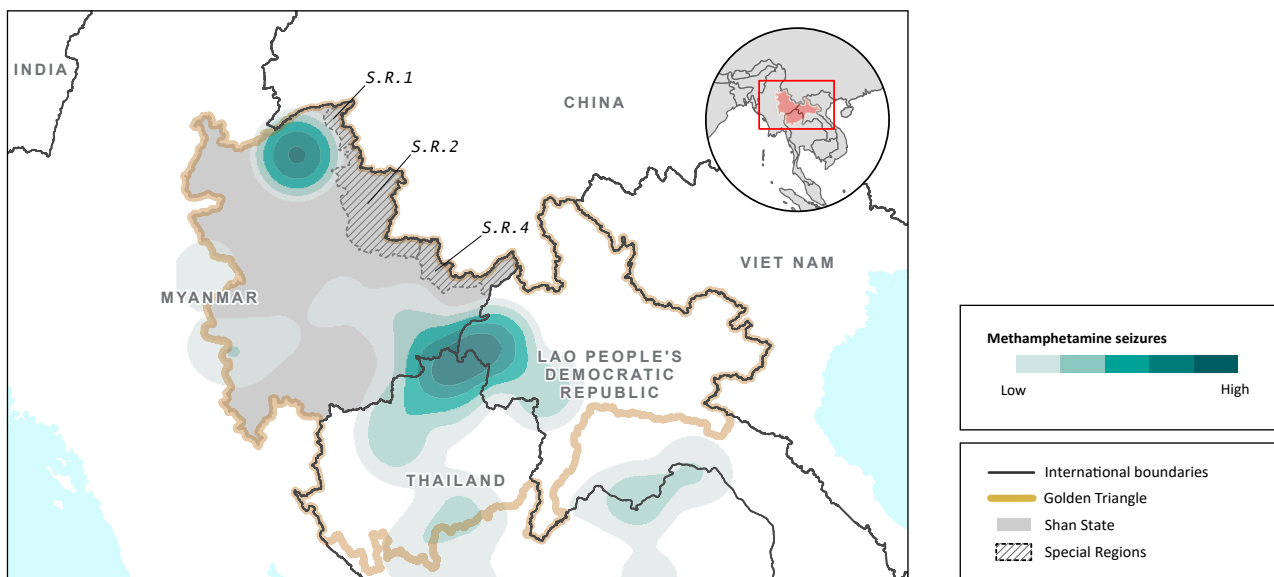 INDIA
S.R.1
CHINA
S.R.2
S.R.4
VIET NAM
MYANMAR
LAO PEOPLE'S
DEMOCRATIC
REPUBLIC
THAILAND
Methamphetamine seizures
Low High
International boundaries
Golden Triangle
Shan State
Special Regions